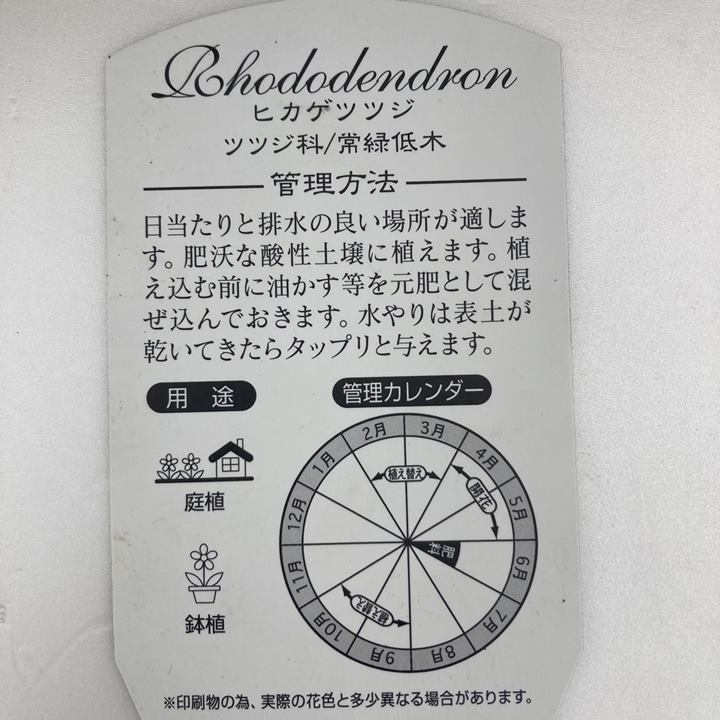 Rhododendron
ヒカゲツツジ
ツツジ科/常緑低木
管理方法
日当たりと排水の良い場所が適しま
す。肥沃な酸性土壌に植えます。植
え込む前に油かす等を元肥として混
ぜ込んでおきます。水やりは表土が
乾いてきたらタップリと与えます。
用 途
庭植
鉢植
管理カレンダー
1月
2月
3月
4月
5月
6月
7月
8月
9月
10月
11月
12月
植え替え
開花
肥料
植え替え
※印刷物の為、実際の花色と多少異なる場合があります。